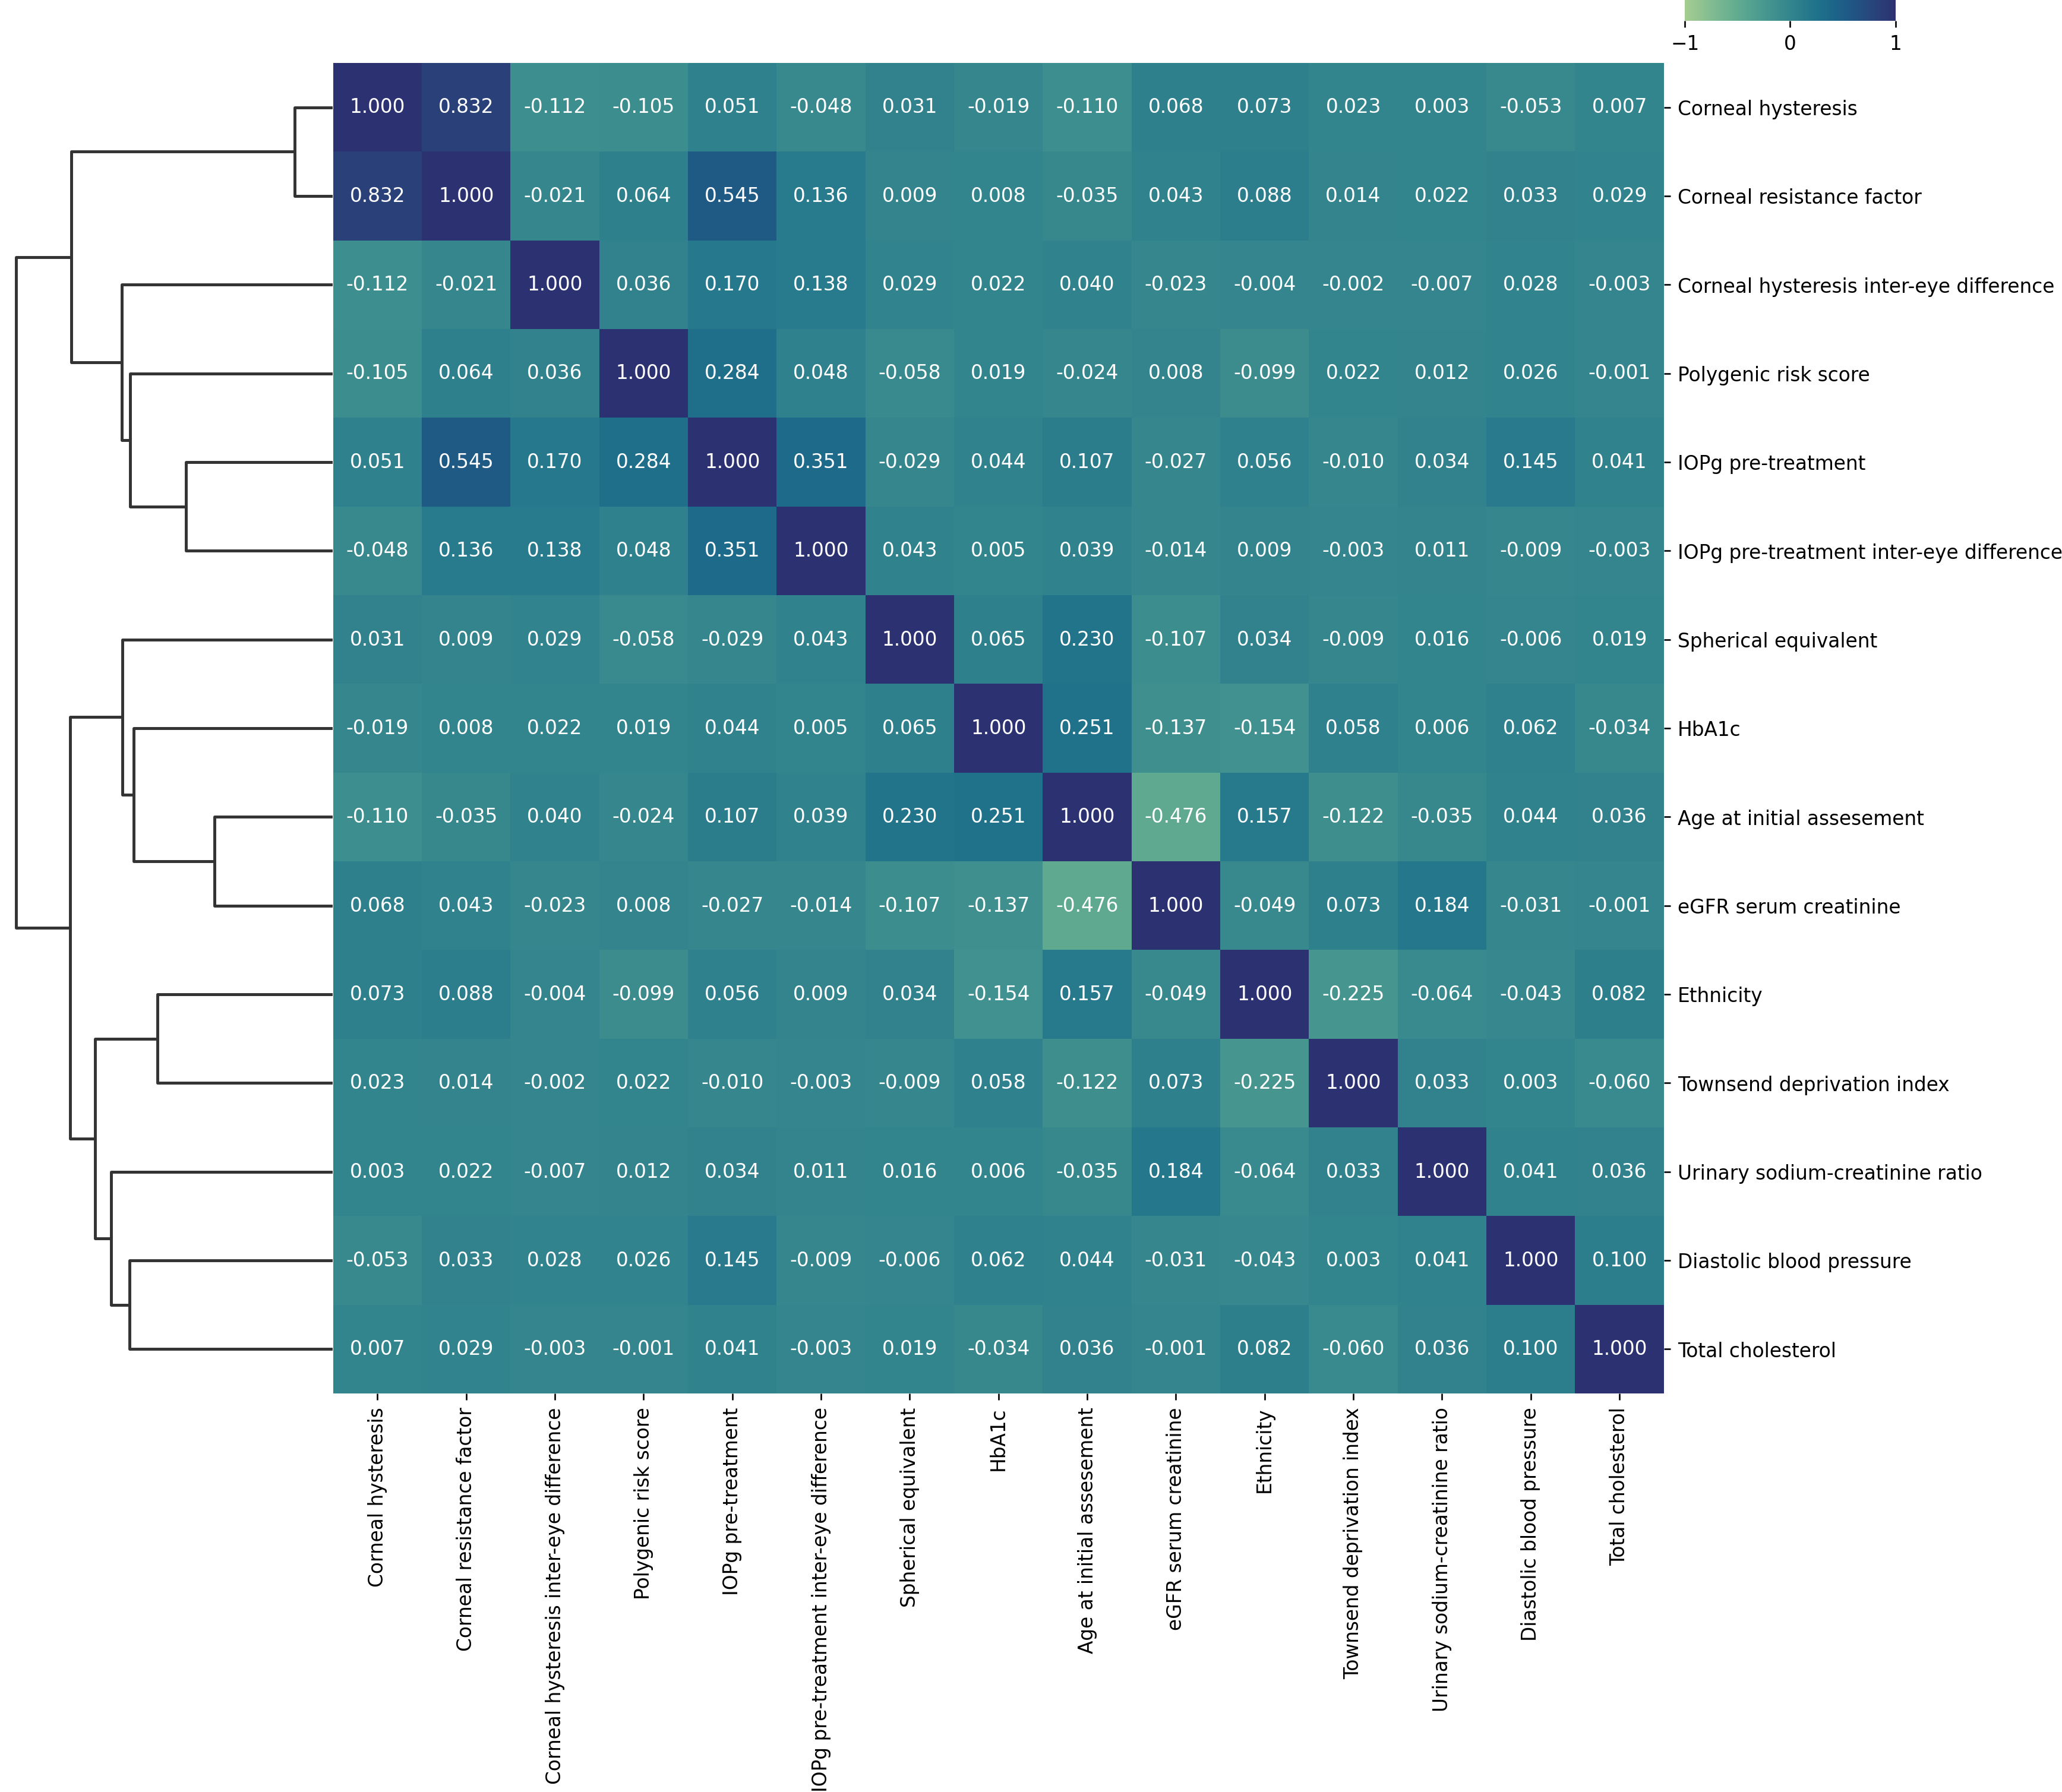 −1 0 1
1.000 0.832 -0.112 -0.105 0.051 -0.048 0.031 -0.019 -0.110 0.068 0.073 0.023 0.003 -0.053 0.007 Corneal hysteresis
0.832 1.000 -0.021 0.064 0.545 0.136 0.009 0.008 -0.035 0.043 0.088 0.014 0.022 0.033 0.029 Corneal resistance factor
-0.112 -0.021 1.000 0.036 0.170 0.138 0.029 0.022 0.040 -0.023 -0.004 -0.002 -0.007 0.028 -0.003 Corneal hysteresis inter-eye difference
-0.105 0.064 0.036 1.000 0.284 0.048 -0.058 0.019 -0.024 0.008 -0.099 0.022 0.012 0.026 -0.001 Polygenic risk score
0.051 0.545 0.170 0.284 1.000 0.351 -0.029 0.044 0.107 -0.027 0.056 -0.010 0.034 0.145 0.041 IOPg pre-treatment
-0.048 0.136 0.138 0.048 0.351 1.000 0.043 0.005 0.039 -0.014 0.009 -0.003 0.011 -0.009 -0.003 IOPg pre-treatment inter-eye difference
0.031 0.009 0.029 -0.058 -0.029 0.043 1.000 0.065 0.230 -0.107 0.034 -0.009 0.016 -0.006 0.019 Spherical equivalent
-0.019 0.008 0.022 0.019 0.044 0.005 0.065 1.000 0.251 -0.137 -0.154 0.058 0.006 0.062 -0.034 HbA1c
-0.110 -0.035 0.040 -0.024 0.107 0.039 0.230 0.251 1.000 -0.476 0.157 -0.122 -0.035 0.044 0.036 Age at initial assesement
0.068 0.043 -0.023 0.008 -0.027 -0.014 -0.107 -0.137 -0.476 1.000 -0.049 0.073 0.184 -0.031 -0.001 eGFR serum creatinine
0.073 0.088 -0.004 -0.099 0.056 0.009 0.034 -0.154 0.157 -0.049 1.000 -0.225 -0.064 -0.043 0.082 Ethnicity
0.023 0.014 -0.002 0.022 -0.010 -0.003 -0.009 0.058 -0.122 0.073 -0.225 1.000 0.033 0.003 -0.060 Townsend deprivation index
0.003 0.022 -0.007 0.012 0.034 0.011 0.016 0.006 -0.035 0.184 -0.064 0.033 1.000 0.041 0.036 Urinary sodium-creatinine ratio
-0.053 0.033 0.028 0.026 0.145 -0.009 -0.006 0.062 0.044 -0.031 -0.043 0.003 0.041 1.000 0.100 Diastolic blood pressure
0.007 0.029 -0.003 -0.001 0.041 -0.003 0.019 -0.034 0.036 -0.001 0.082 -0.060 0.036 0.100 1.000 Total cholesterol
Corneal hysteresis
Corneal resistance factor
Corneal hysteresis inter-eye difference
Polygenic risk score
IOPg pre-treatment
IOPg pre-treatment inter-eye difference
Spherical equivalent
HbA1c
Age at initial assesement
eGFR serum creatinine
Ethnicity
Townsend deprivation index
Urinary sodium-creatinine ratio
Diastolic blood pressure
Total cholesterol